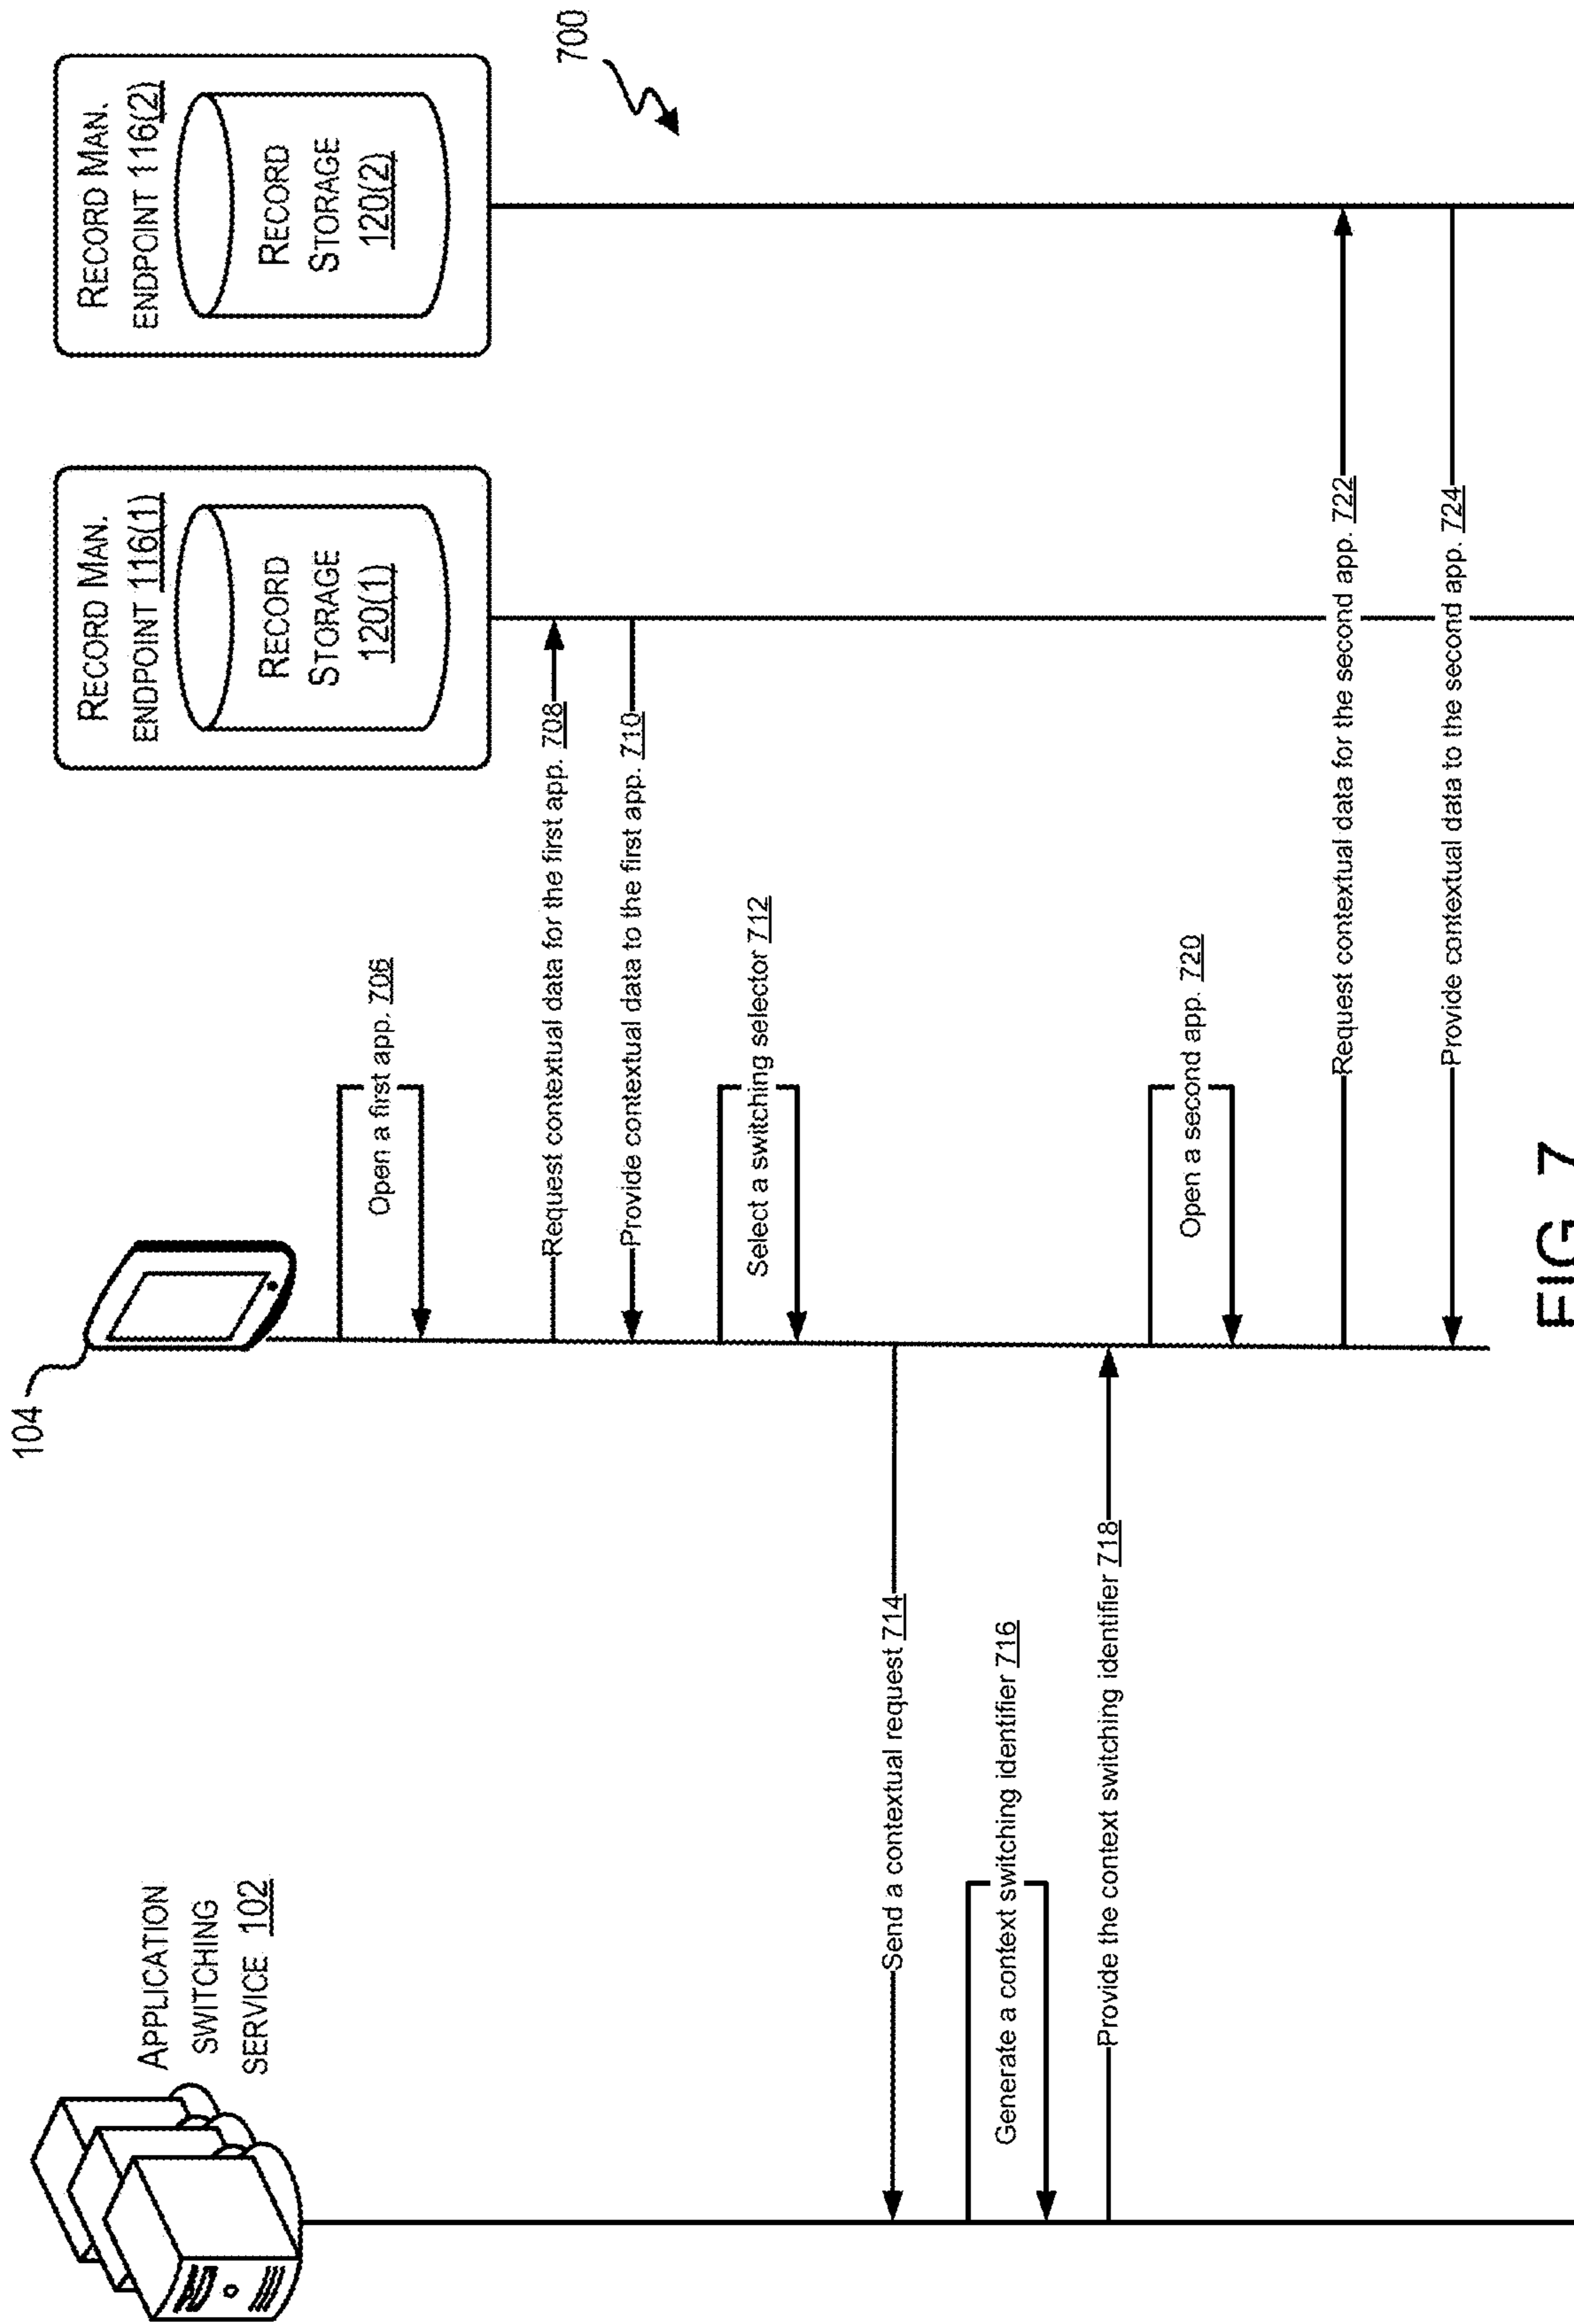 APPLICATION
SWITCHING
SERVICE 102
104
RECORD MAN.
ENDPOINT 116(1)
RECORD
STORAGE
120(1)
RECORD MAN.
ENDPOINT 116(2)
RECORD
STORAGE
120(2)
700
Open a first app. 706
Request contextual data for the first app. 708
Provide contextual data to the first app. 710
Select a switching selector 712
Send a contextual request 714
Generate a context switching identifier 716
Provide the context switching identifier 718
Open a second app. 720
Request contextual data for the second app. 722
Provide contextual data to the second app. 724
FIG 7